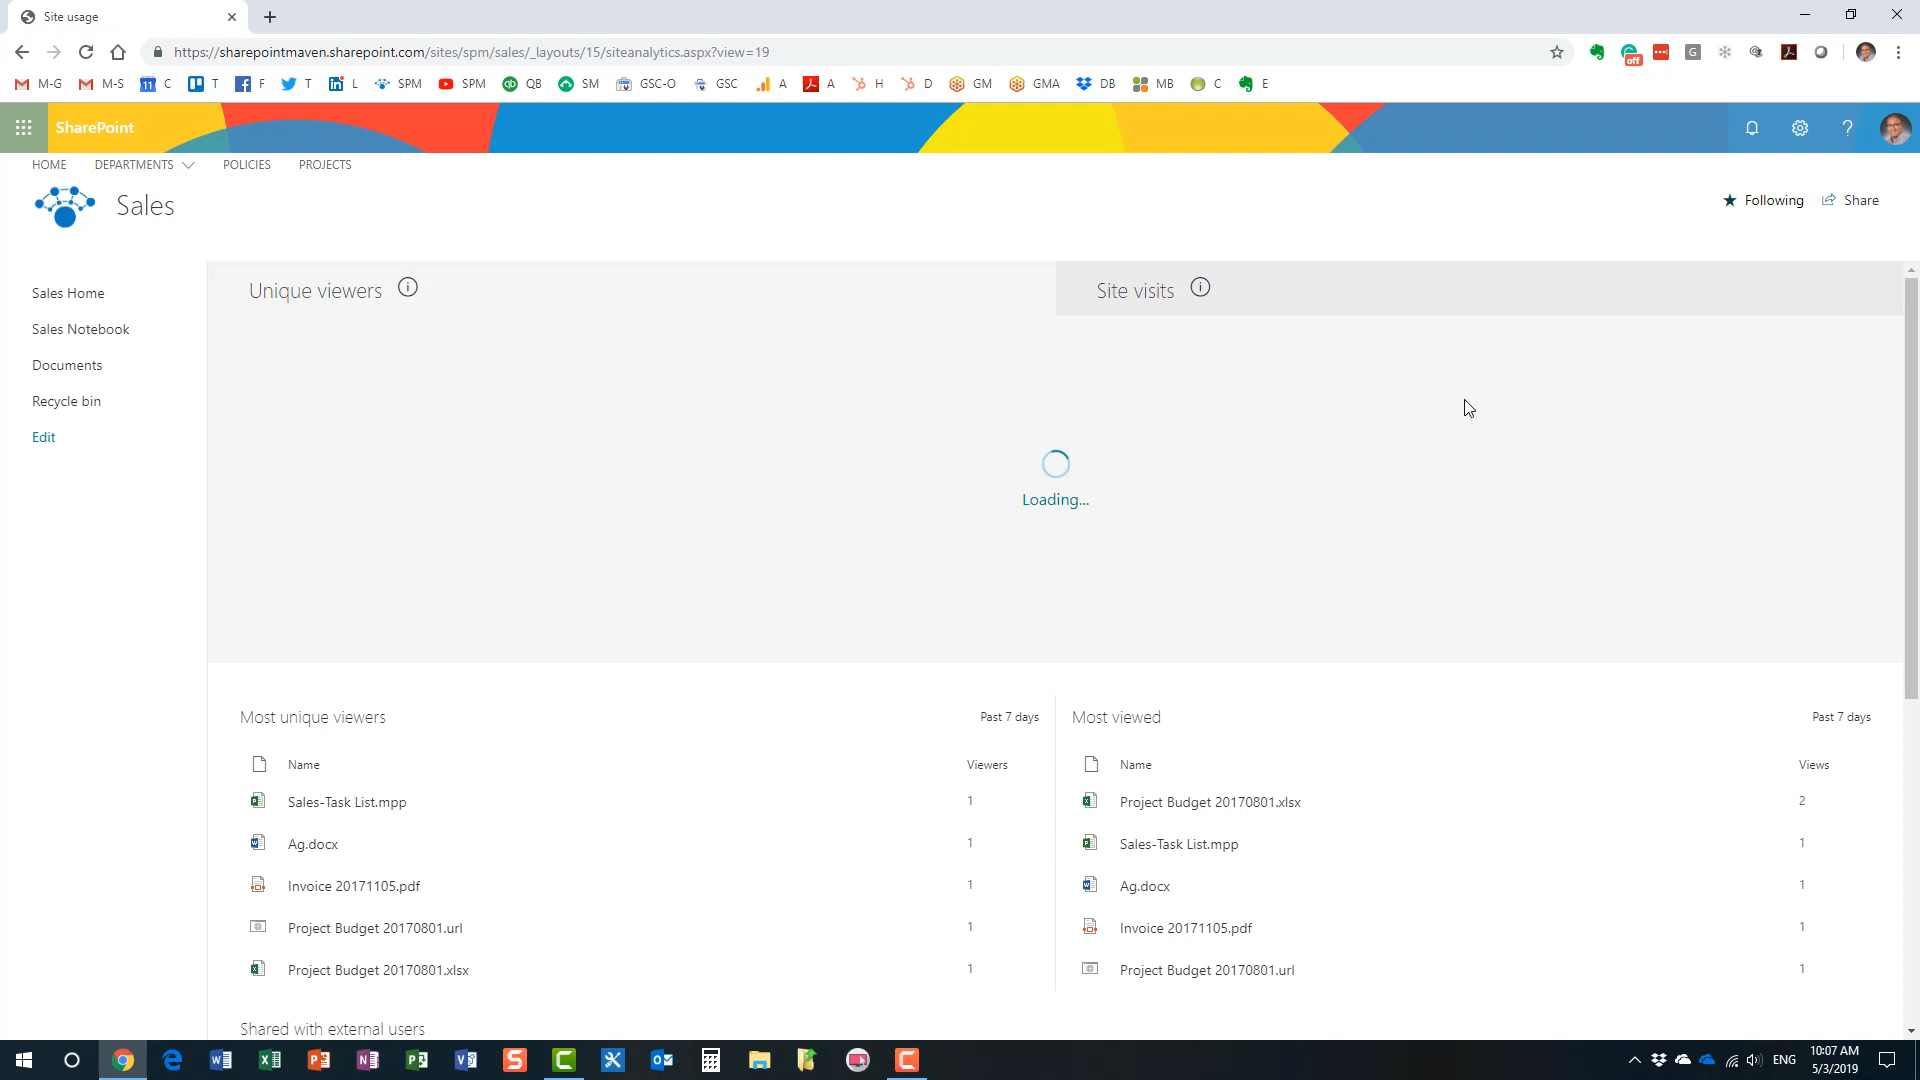 Site usage
https://sharepointmaven.sharepoint.com/sites/spm/sales/_layouts/15/siteanalytics.aspx?view=19
off
G
M-G
M-S
11 C
T
F
T
L
SPM
SPM
QB
SM
GSC-O
GSC
A
A
H
D
GM
GMA
DB
MB
C
E
SharePoint
HOME DEPARTMENTS POLICIES PROJECTS
Sales
Following Share
Sales Home
Sales Notebook
Documents
Recycle bin
Edit
Unique viewers
Site visits
Loading...
Most unique viewers Past 7 days
Name Viewers
Sales-Task List.mpp 1
Ag.docx 1
Invoice 20171105.pdf 1
Project Budget 20170801.url 1
Project Budget 20170801.xlsx 1
Most viewed Past 7 days
Name Views
Project Budget 20170801.xlsx 2
Sales-Task List.mpp 1
Ag.docx 1
Invoice 20171105.pdf 1
Project Budget 20170801.url 1
Shared with external users
ENG
10:07 AM
5/3/2019